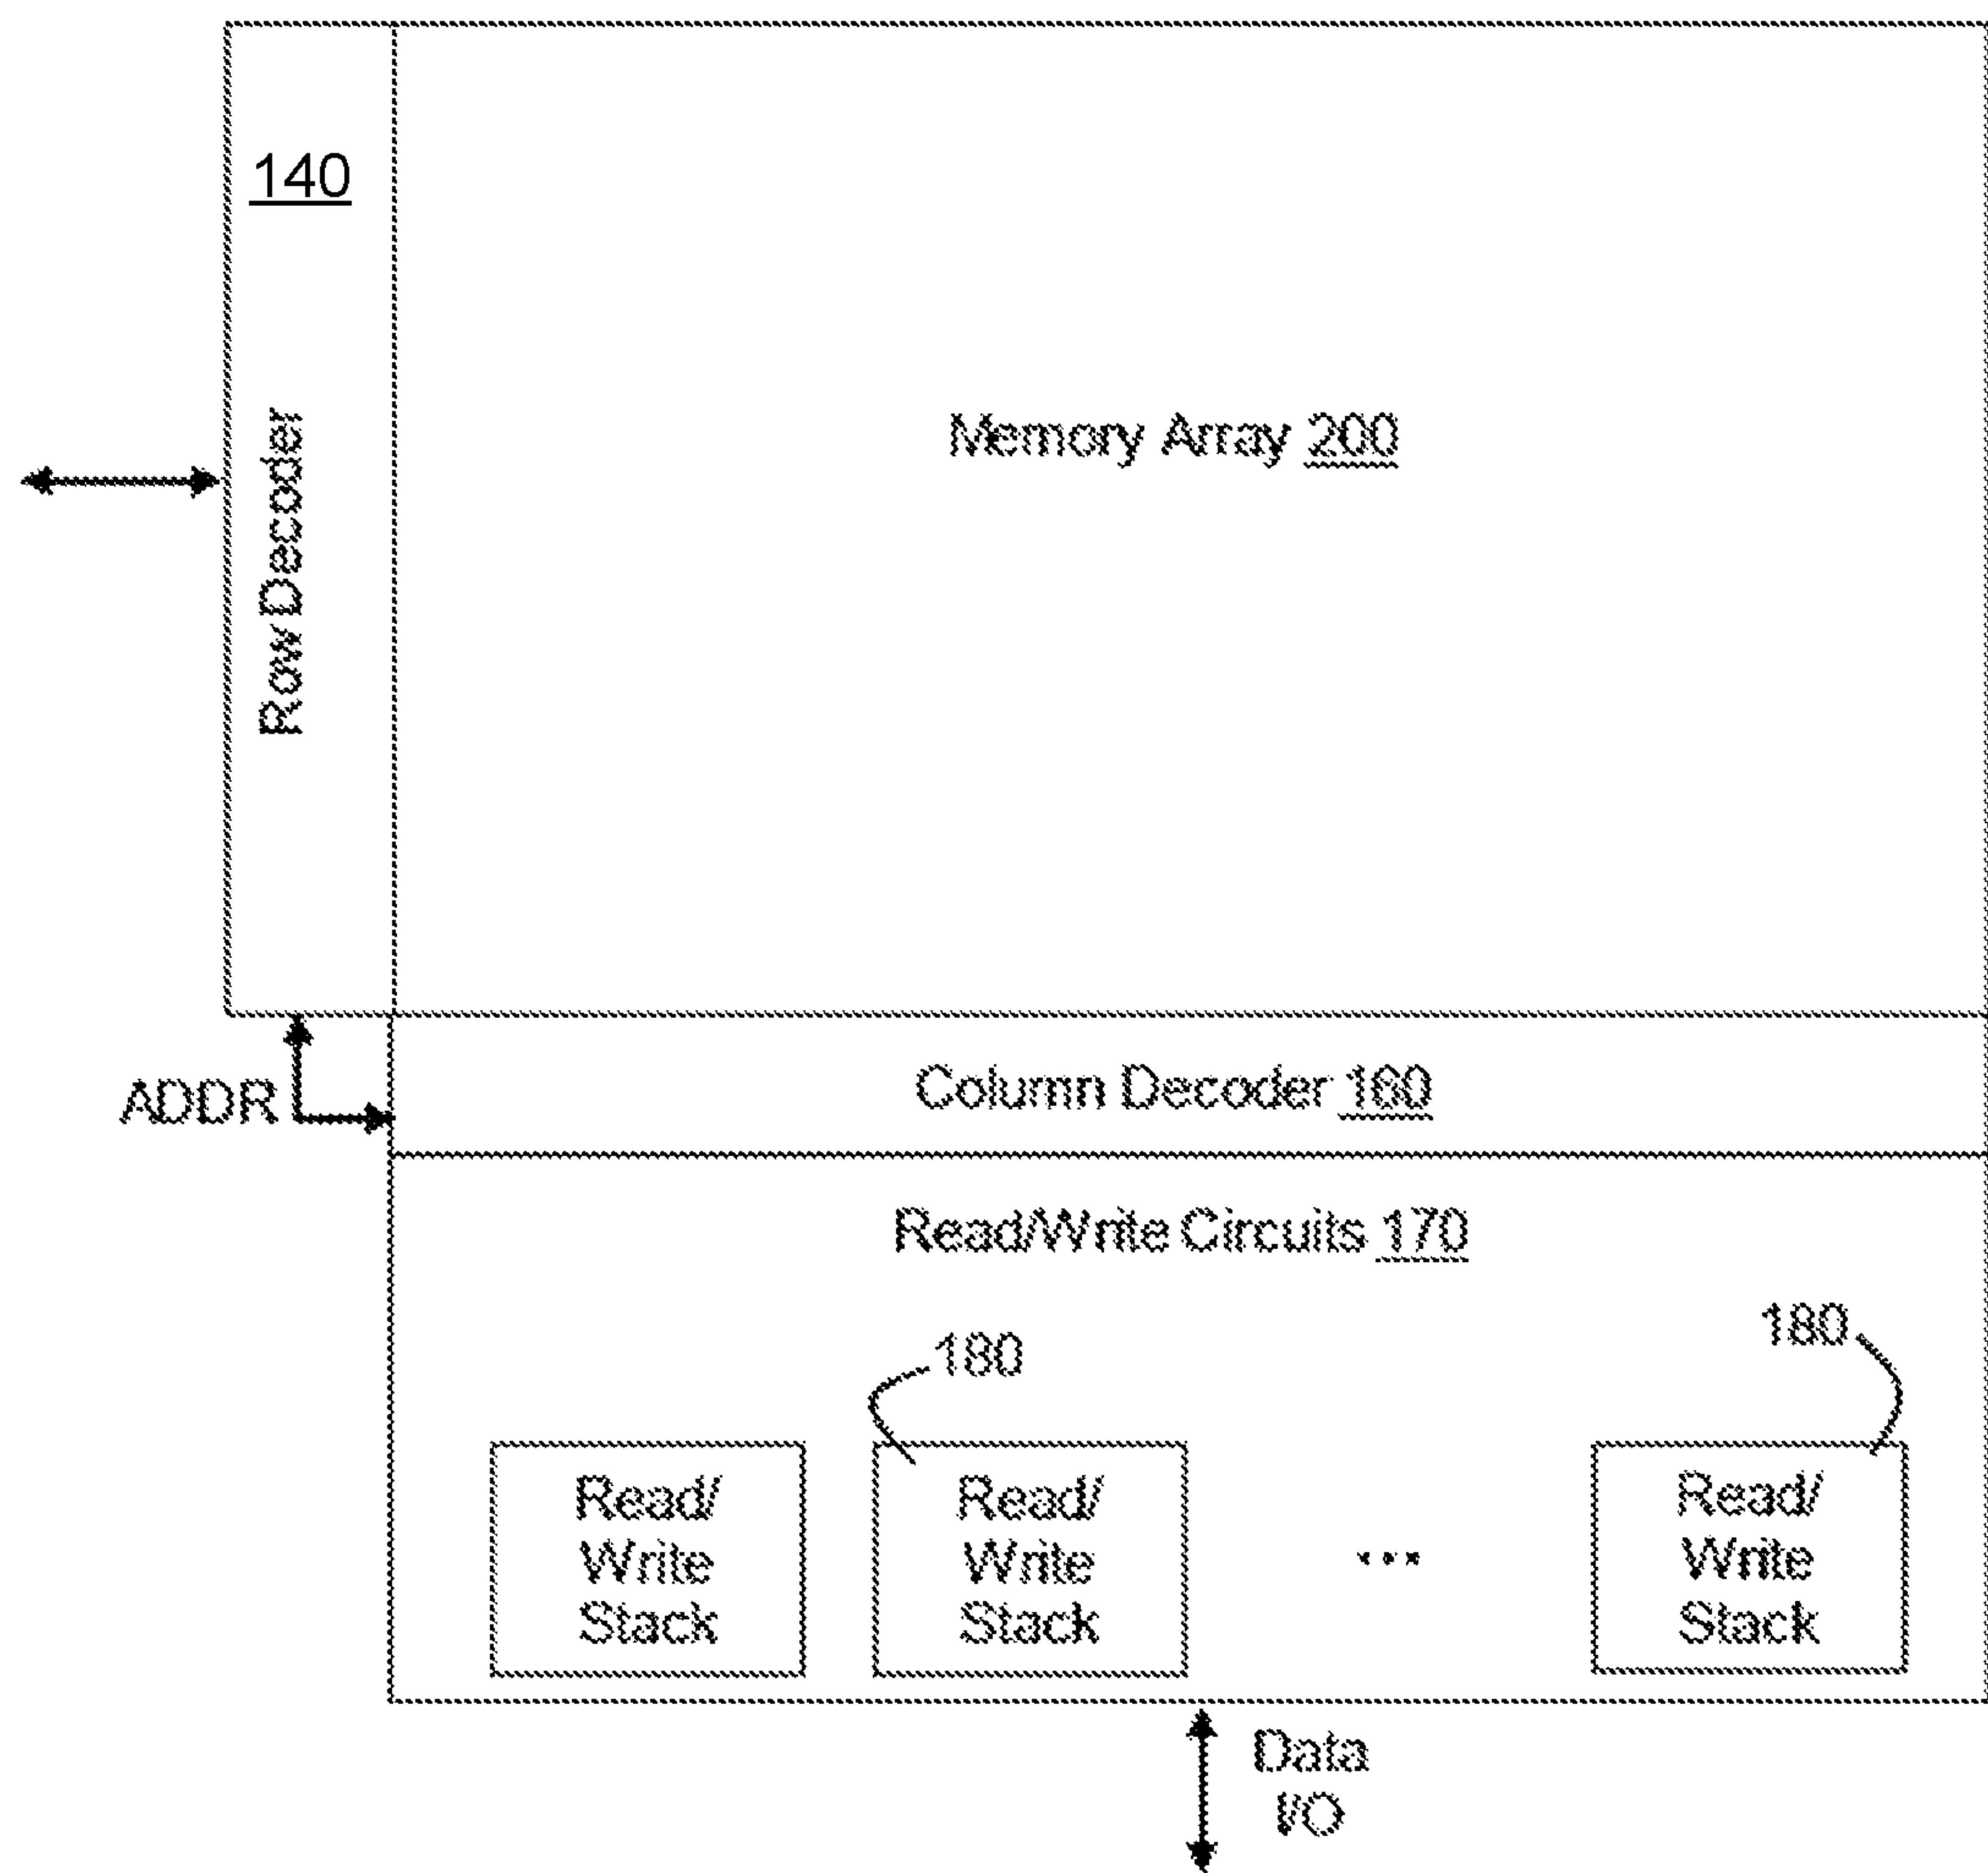 140
Row Decoder
Memory Array 200
ADDR
Column Decoder 160
Read/Write Circuits 170
180
180
Read/
Write
Stack
Read/
Write
Stack
...
Read/
Write
Stack
Data
I/O